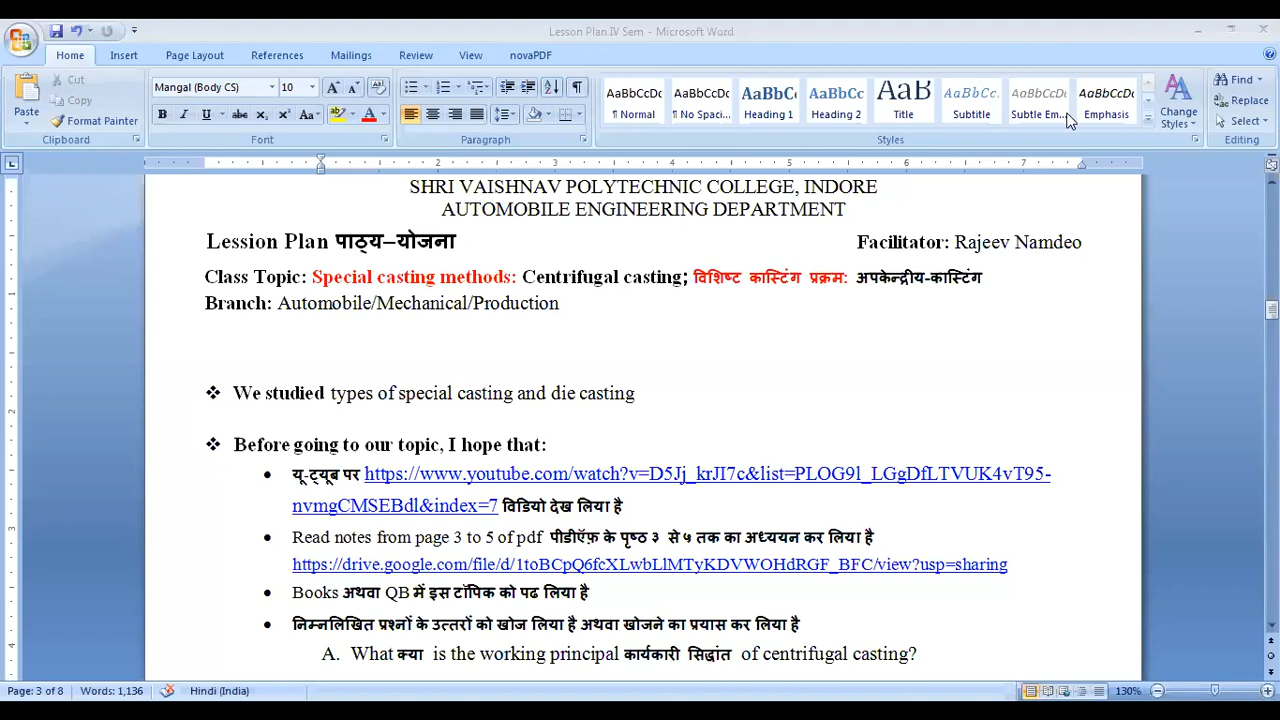 Lesson Plan.IV Sem - Microsoft Word
Home Insert Page Layout References Mailings Review View novaPDF
Paste Cut Copy Format Painter Clipboard
Mangal (Body CS) 10 Font
Paragraph
AaBbCcDc AaBbCcDc AaBbC AaBbCc AaB AaBbCc. AaBbCcDc AaBbCcDc
¶ Normal ¶ No Spaci... Heading 1 Heading 2 Title Subtitle Subtle Em... Emphasis
Styles Change Styles
Find Replace Select Editing
SHRI VAISHNAV POLYTECHNIC COLLEGE, INDORE
AUTOMOBILE ENGINEERING DEPARTMENT
Lession Plan पाठ्य–योजना Facilitator: Rajeev Namdeo
Class Topic: Special casting methods: Centrifugal casting; विशिष्ट कास्टिंग प्रक्रम: अपकेन्द्रीय-कास्टिंग
Branch: Automobile/Mechanical/Production
❖ We studied types of special casting and die casting
❖ Before going to our topic, I hope that:
• यू-ट्यूब पर https://www.youtube.com/watch?v=D5Jj_krJI7c&list=PLOG9l_LGgDfLTVUK4vT95-
nvmgCMSEBdl&index=7 विडियो देख लिया है
• Read notes from page 3 to 5 of pdf पीडीऍफ़ के पृष्ठ ३ से ५ तक का अध्ययन कर लिया है
https://drive.google.com/file/d/1toBCpQ6fcXLwbLlMTyKDVWOHdRGF_BFC/view?usp=sharing
• Books अथवा QB में इस टॉपिक को पढ लिया है
• निम्नलिखित प्रश्नों के उत्तरों को खोज लिया है अथवा खोजने का प्रयास कर लिया है
A. What क्या is the working principal कार्यकारी सिद्धांत of centrifugal casting?
Page: 3 of 8 Words: 1,136 Hindi (India) 130%